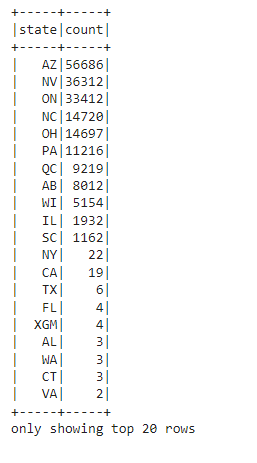 +-----+-----+
|state|count|
+-----+-----+
|   AZ|56686|
|   NV|36312|
|   ON|33412|
|   NC|14720|
|   OH|14697|
|   PA|11216|
|   QC| 9219|
|   AB| 8012|
|   WI| 5154|
|   IL| 1932|
|   SC| 1162|
|   NY|   22|
|   CA|   19|
|   TX|    6|
|   FL|    4|
|  XGM|    4|
|   AL|    3|
|   WA|    3|
|   CT|    3|
|   VA|    2|
+-----+-----+
only showing top 20 rows